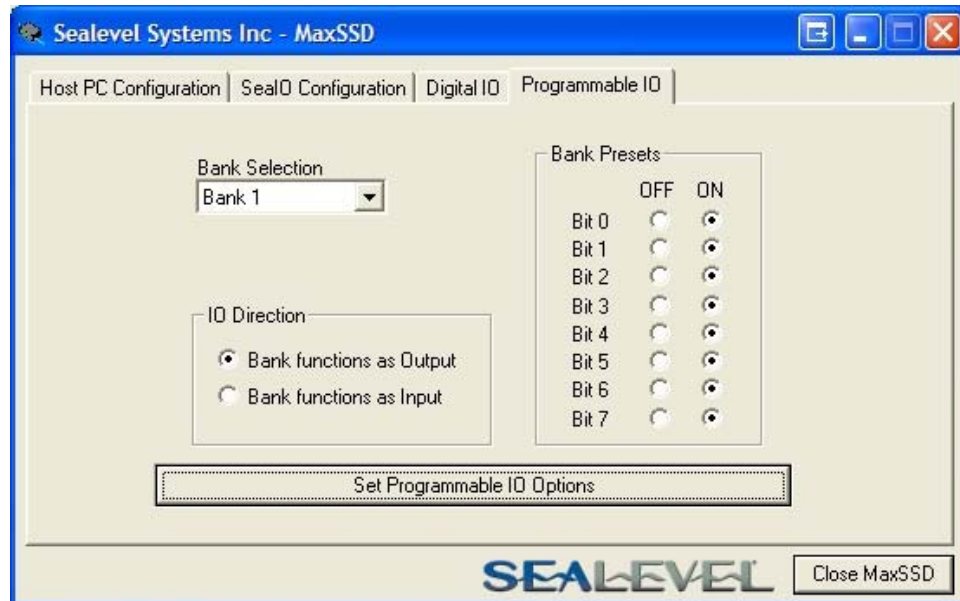 Sealevel Systems Inc - MaxSSD
Host PC Configuration
SeaIO Configuration
Digital IO
Programmable IO
Bank Selection
Bank 1
IO Direction
Bank functions as Output
Bank functions as Input
Bank Presets
OFF ON
Bit 0
Bit 1
Bit 2
Bit 3
Bit 4
Bit 5
Bit 6
Bit 7
Set Programmable IO Options
SEALEVEL
Close MaxSSD